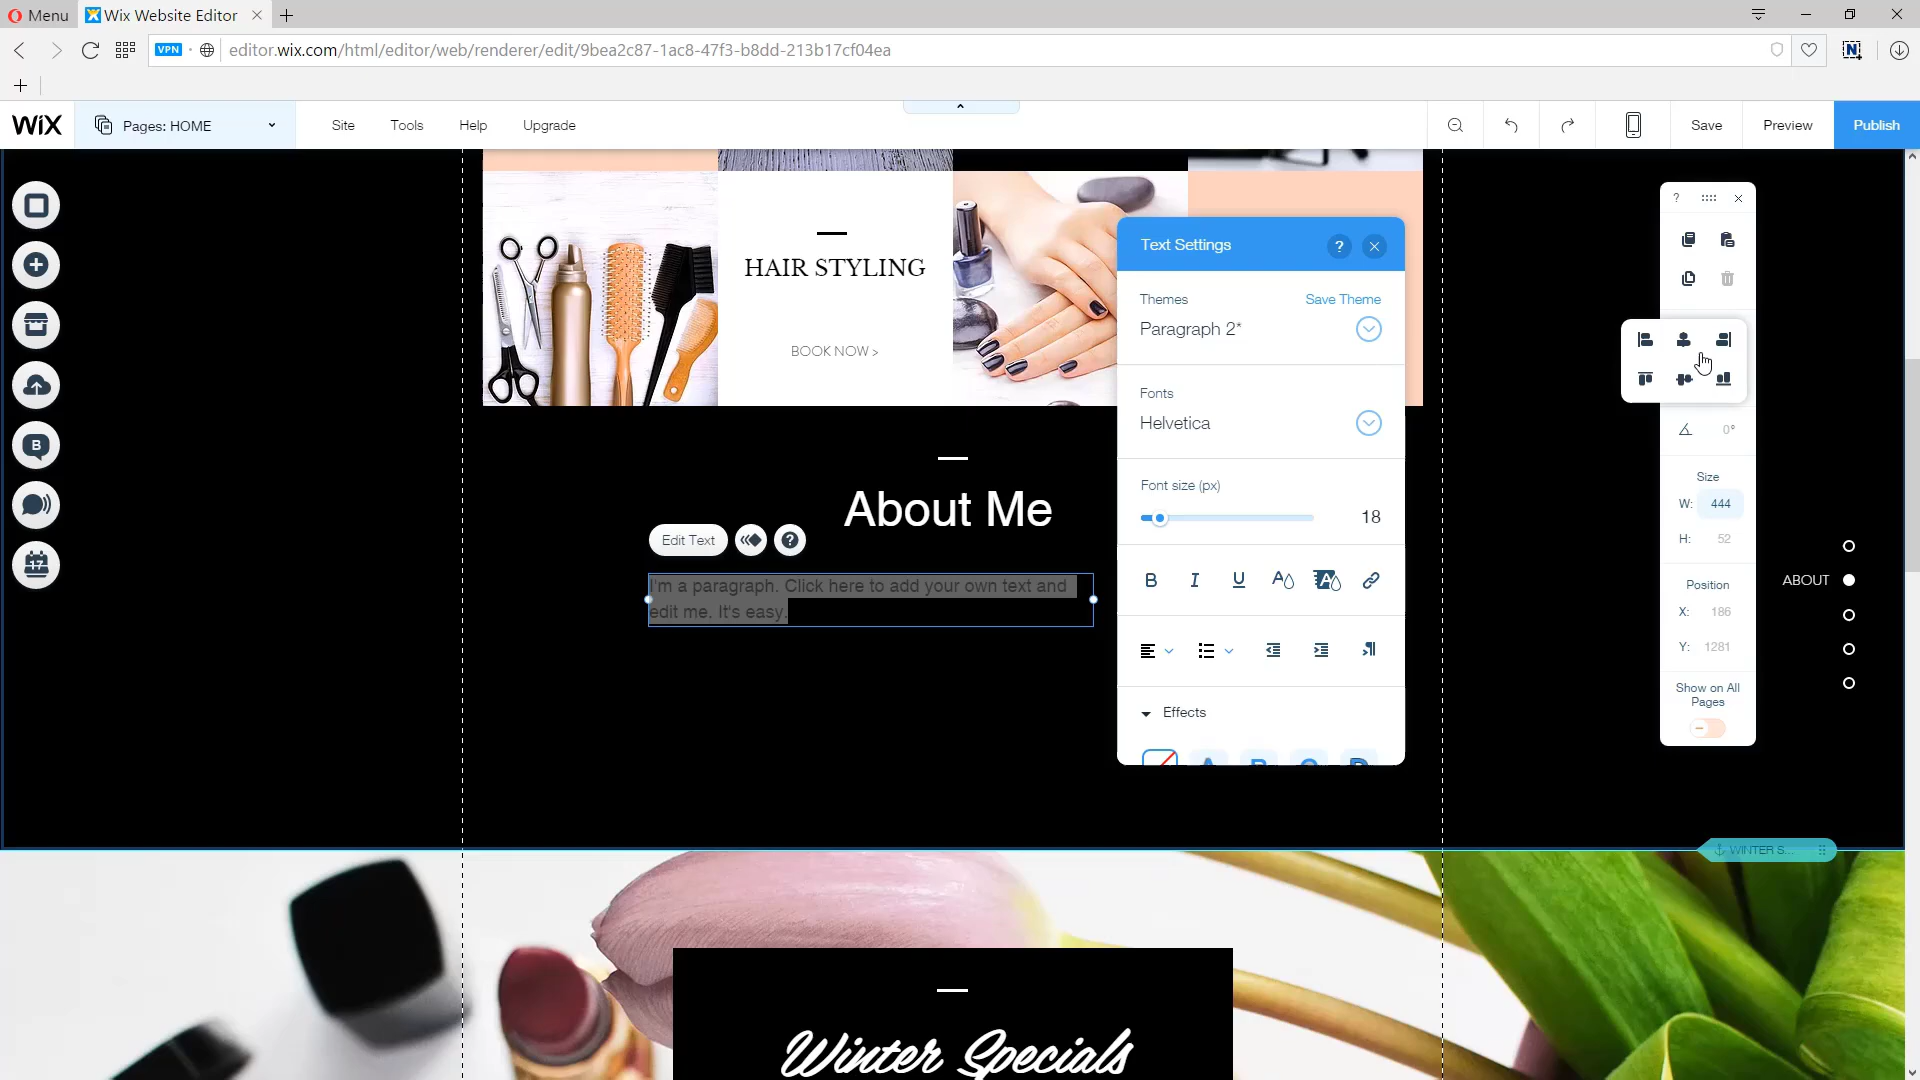 Menu
Wix Website Editor
VPN
editor.wix.com/html/editor/web/renderer/edit/9bea2c87-1ac8-47f3-b8dd-213b17cf04ea
N
WiX
Pages: HOME
Site
Tools
Help
Upgrade
Save
Preview
Publish
HAIR STYLING
BOOK NOW >
Text Settings
?
Themes
Save Theme
Paragraph 2*
Fonts
Helvetica
Font size (px)
18
B
I
U
A
A
Effects
About Me
Edit Text
?
I'm a paragraph. Click here to add your own text and
edit me. It's easy.
B
17
?
0°
Size
W: 444
H: 52
Position
X: 186
Y: 1281
Show on All
Pages
ABOUT
WINTER S...
Winter Specials